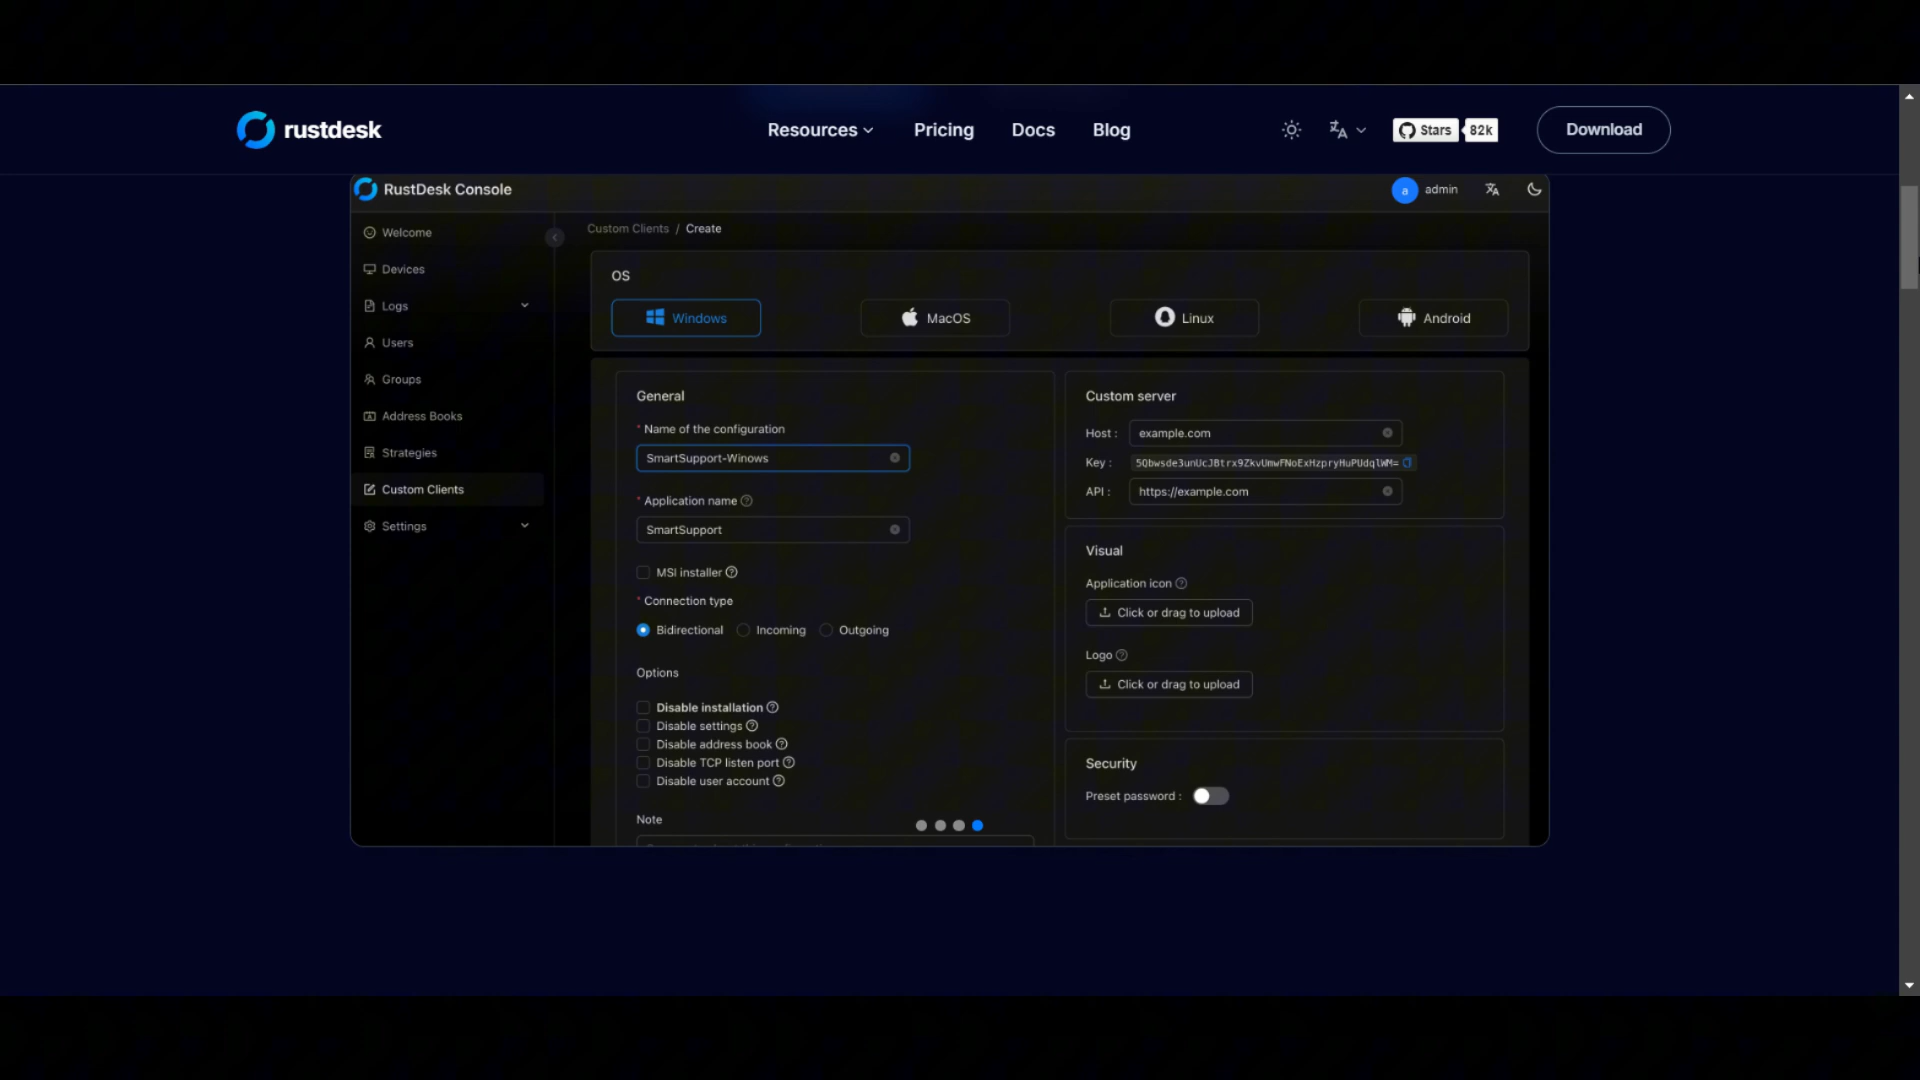 rustdesk
Resources
Pricing
Docs
Blog
Stars
82k
Download
RustDesk Console
a
admin
Welcome
Devices
Logs
Users
Groups
Address Books
Strategies
Custom Clients
Settings
Custom Clients / Create
OS
Windows
MacOS
Linux
Android
General
* Name of the configuration
SmartSupport-Winows
* Application name
SmartSupport
MSI installer
* Connection type
Bidirectional
Incoming
Outgoing
Options
Disable installation
Disable settings
Disable address book
Disable TCP listen port
Disable user account
Note
Custom server
Host : example.com
Key : 5Qbwsde3unUcJBtrx9ZkvUmwFNoExHzpryHuPUdqlWM=
API : https://example.com
Visual
Application icon
Click or drag to upload
Logo
Click or drag to upload
Security
Preset password :